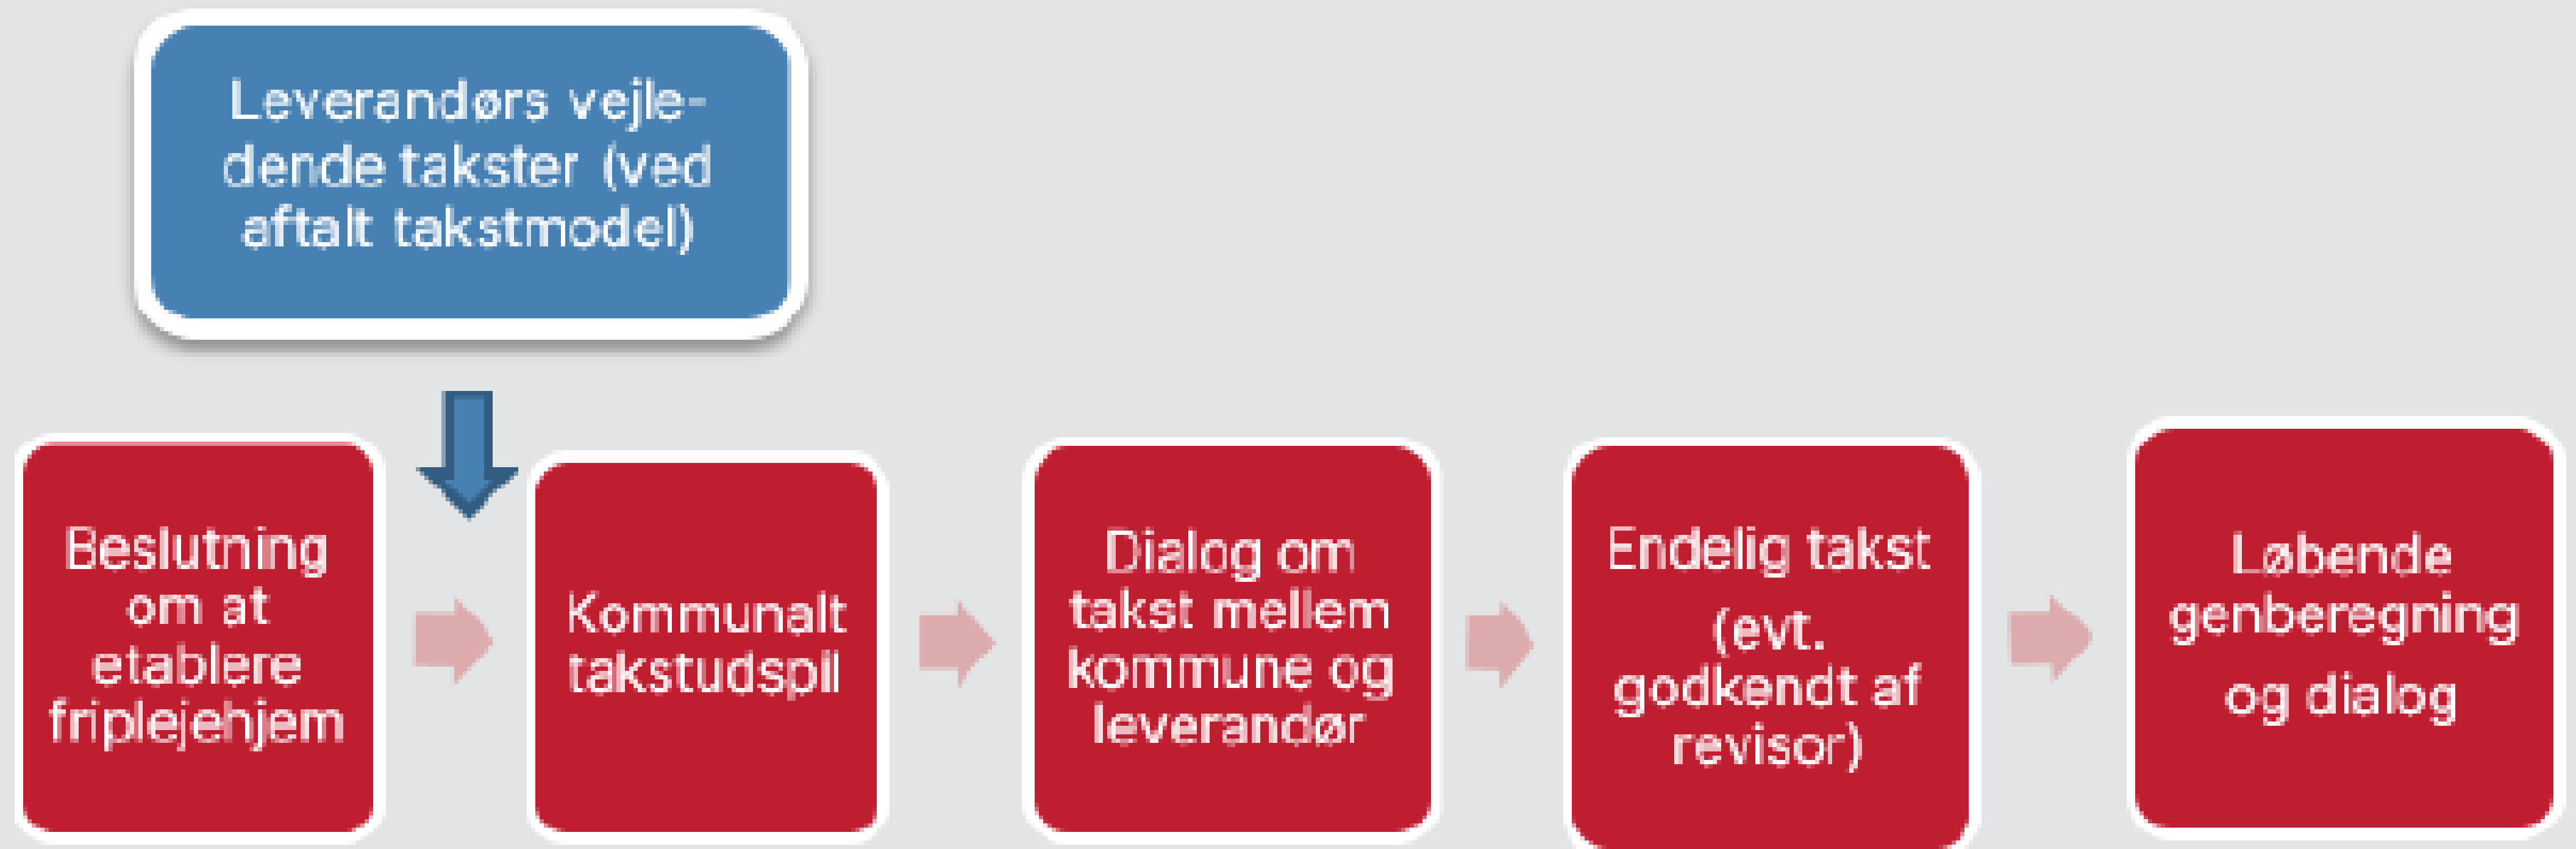 Leverandørs vejle-
dende takster (ved
aftalt takstmodel)
Beslutning
om at
etablere
friplejehjem
Kommunalt
takstudspil
Dialog om
takst mellem
kommune og
leverandør
Endelig takst
(evt.
godkendt af
revisor)
Løbende
genberegning
og dialog